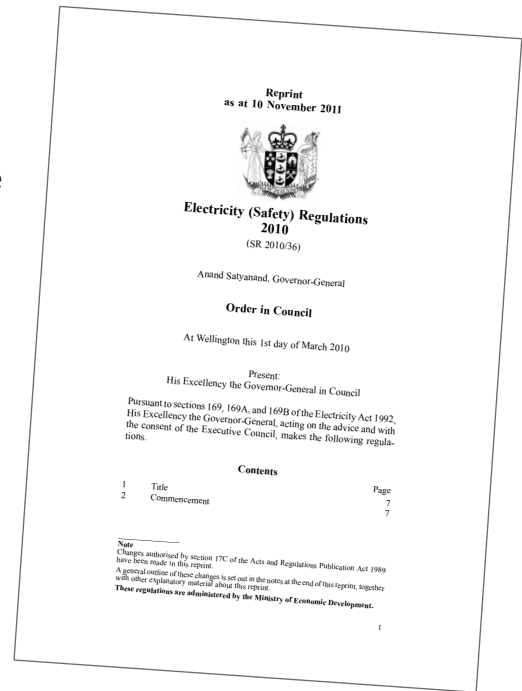 Reprint
as at 10 November 2011
Electricity (Safety) Regulations
2010
(SR 2010/36)
Anand Satyanand, Governor-General
Order in Council
At Wellington this 1st day of March 2010
Present:
His Excellency the Governor-General in Council
Pursuant to sections 169, 169A, and 169B of the Electricity Act 1992,
His Excellency the Governor-General, acting on the advice and with
the consent of the Executive Council, makes the following regula-
tions.
Contents
Page
1 Title 7
2 Commencement 7
Note
Changes authorised by section 17C of the Acts and Regulations Publication Act 1989
have been made in this reprint.
A general outline of these changes is set out in the notes at the end of this reprint, together
with other explanatory material about this reprint.
These regulations are administered by the Ministry of Economic Development.
1